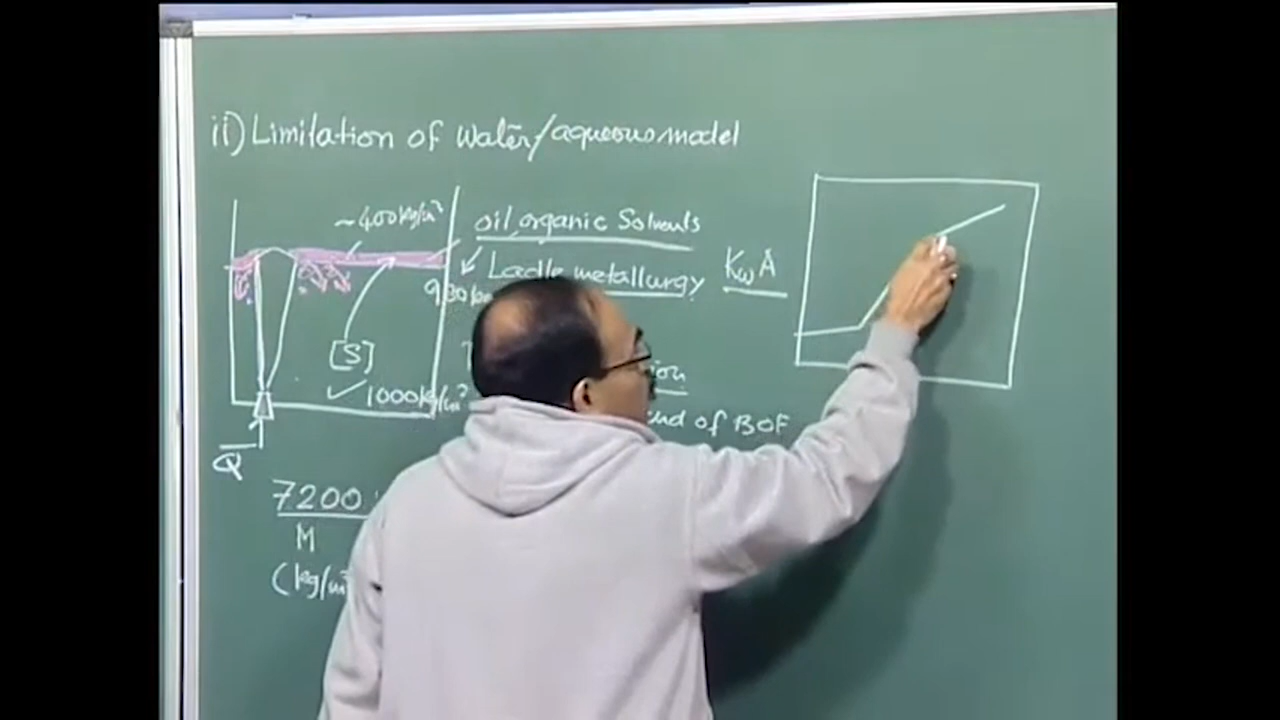 ii) Limitation of water/aqueous model
~400kg/m³
oil, organic Solvents
Ladle metallurgy
KwA
[S]
1000kg/m³
end of BOF
Q
7200
M
(kg/m³